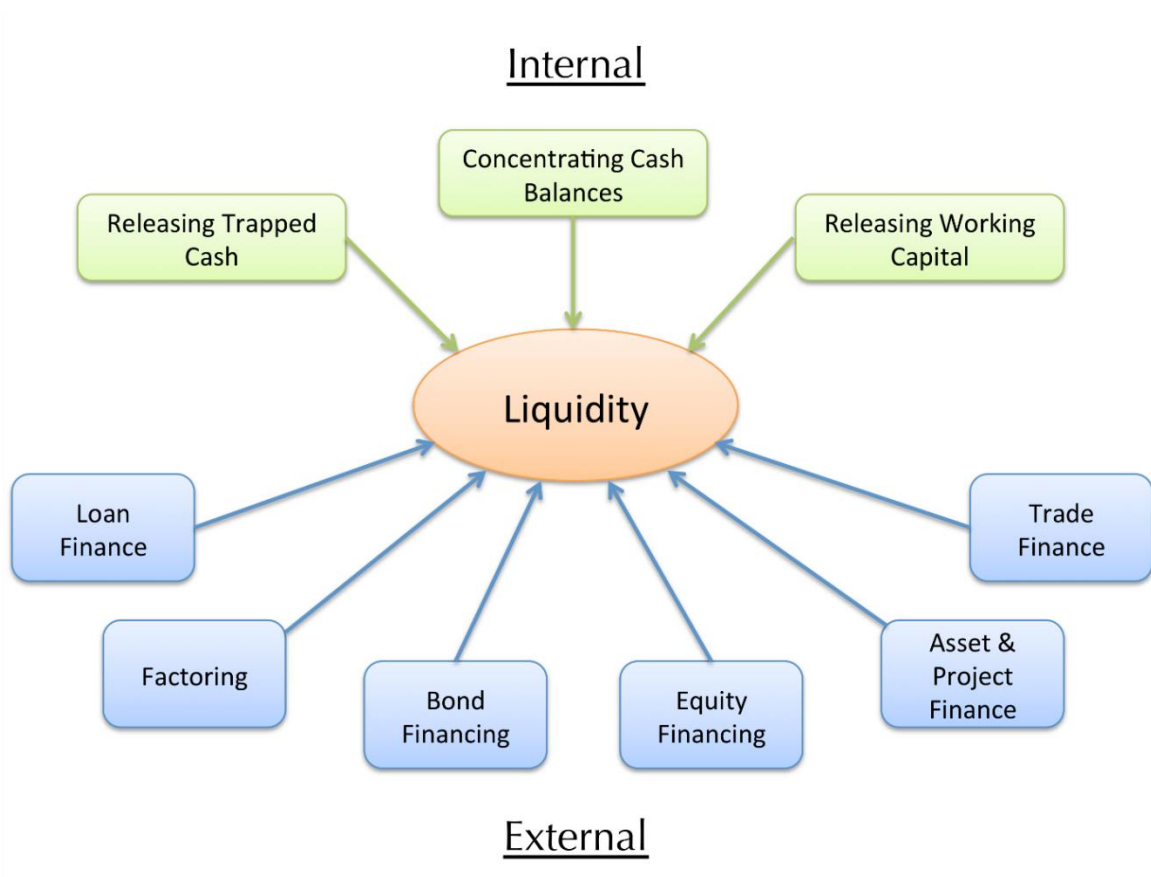 Internal
Concentrating Cash
Balances
Releasing Trapped
Cash
Releasing Working
Capital
Liquidity
Loan
Finance
Trade
Finance
Factoring
Bond
Financing
Equity
Financing
Asset &
Project
Finance
External